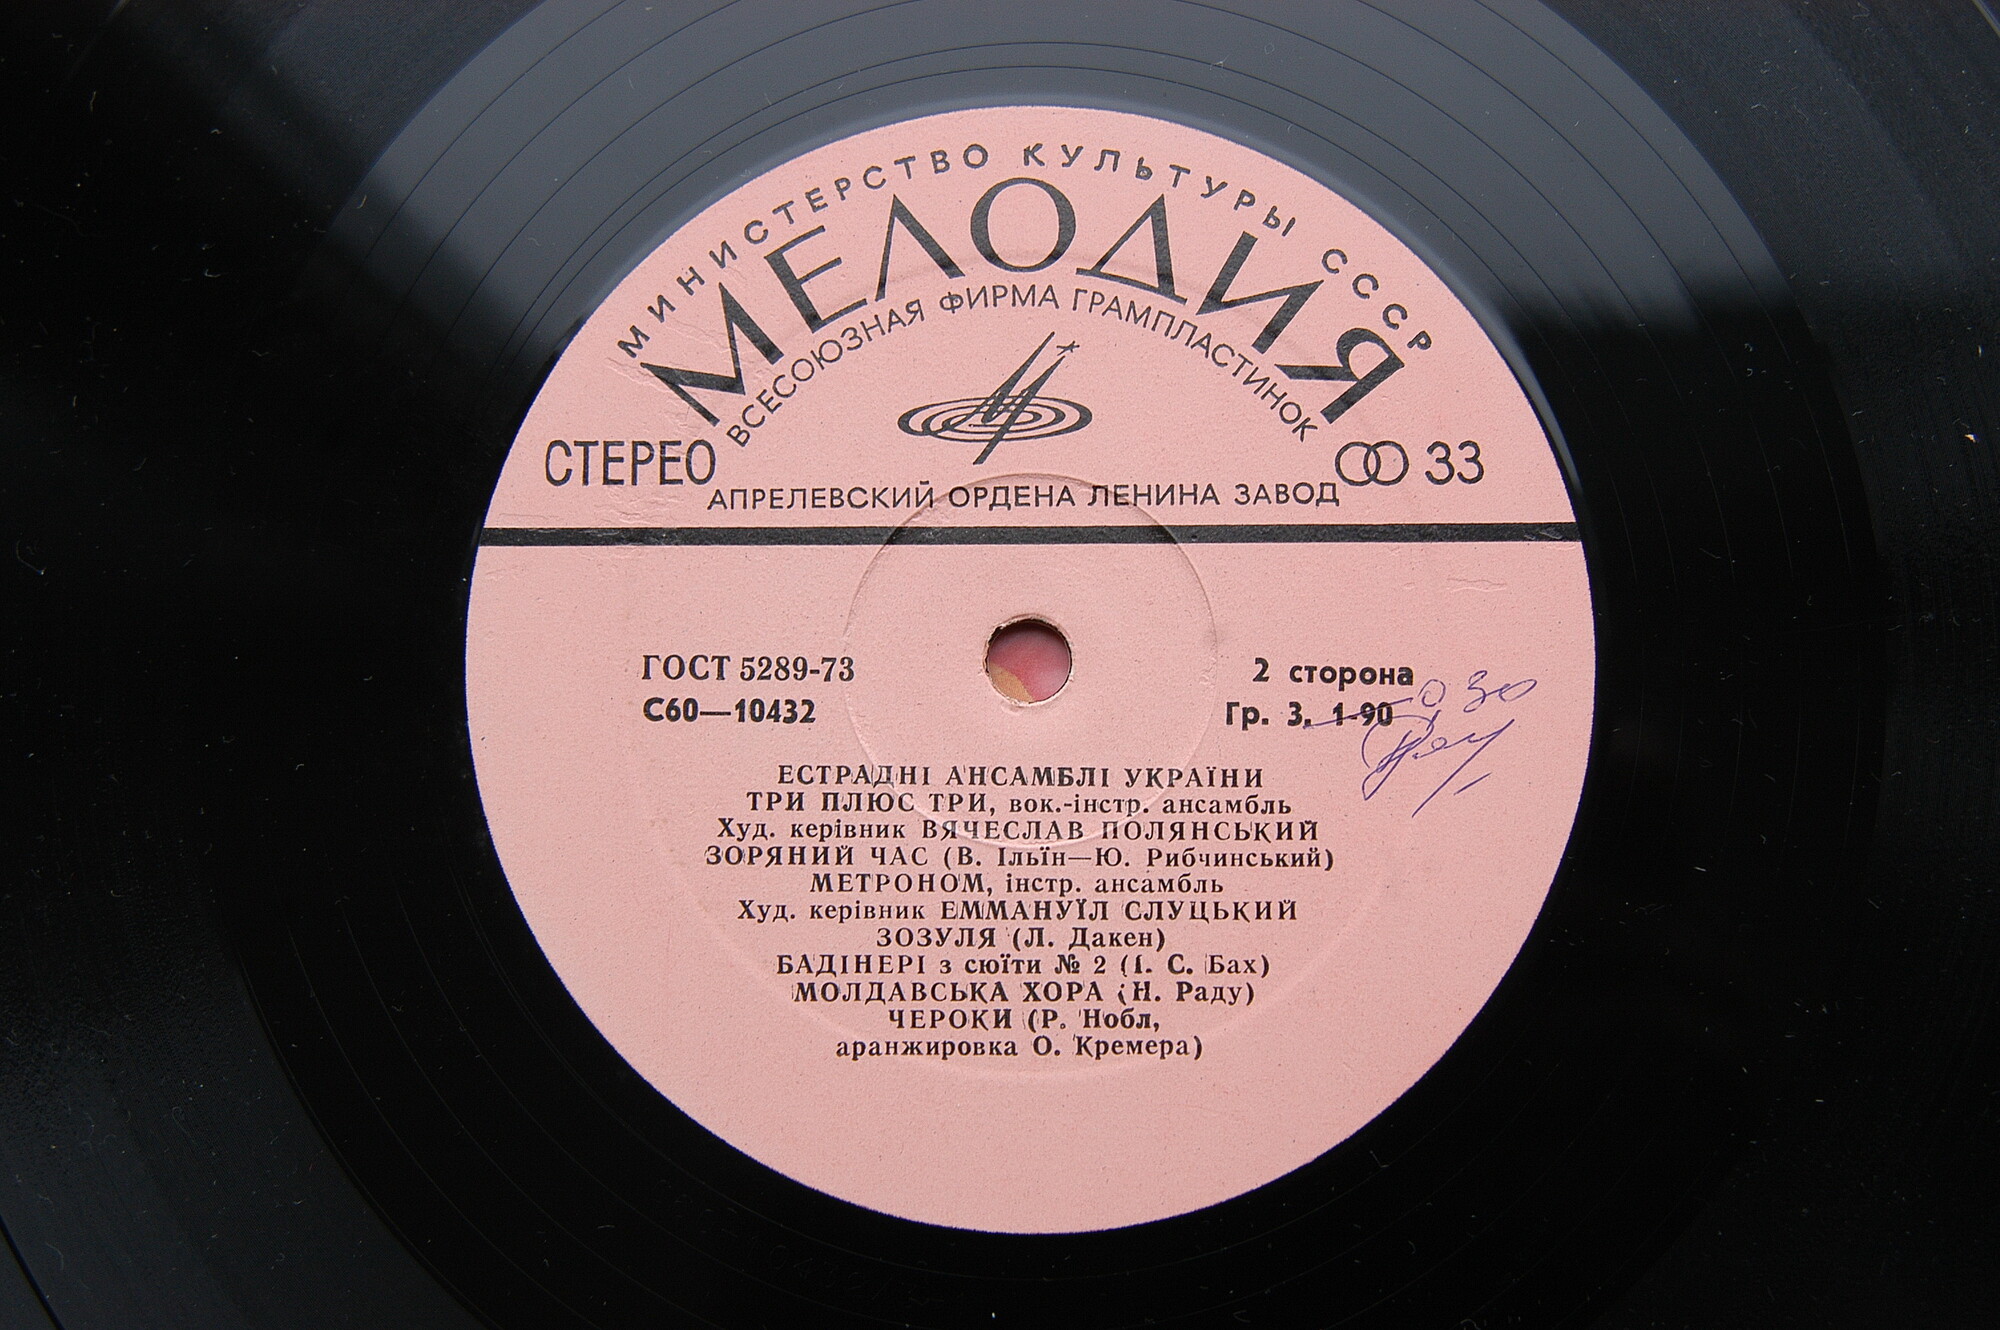 МИНИСТЕРСТВО КУЛЬТУРЫ СССР
МЕЛОДИЯ
ВСЕСОЮЗНАЯ ФИРМА ГРАМПЛАСТИНОК
СТЕРЕО
33
АПРЕЛЕВСКИЙ ОРДЕНА ЛЕНИНА ЗАВОД
ГОСТ 5289-73
С60—10432
2 сторона
Гр. 3. 1-90
0 30
ЕСТРАДНІ АНСАМБЛІ УКРАЇНИ
ТРИ ПЛЮС ТРИ, вок.-інстр. ансамбль
Худ. керівник ВЯЧЕСЛАВ ПОЛЯНСЬКИЙ
ЗОРЯНИЙ ЧАС (В. Ільїн—Ю. Рибчинський)
МЕТРОНОМ, інстр. ансамбль
Худ. керівник ЕММАНУЇЛ СЛУЦЬКИЙ
ЗОЗУЛЯ (Л. Дакен)
БАДІНЕРІ з сюїти № 2 (І. С. Бах)
МОЛДАВСЬКА ХОРА (Н. Раду)
ЧЕРОКИ (Р. Нобл,
аранжировка О. Кремера)